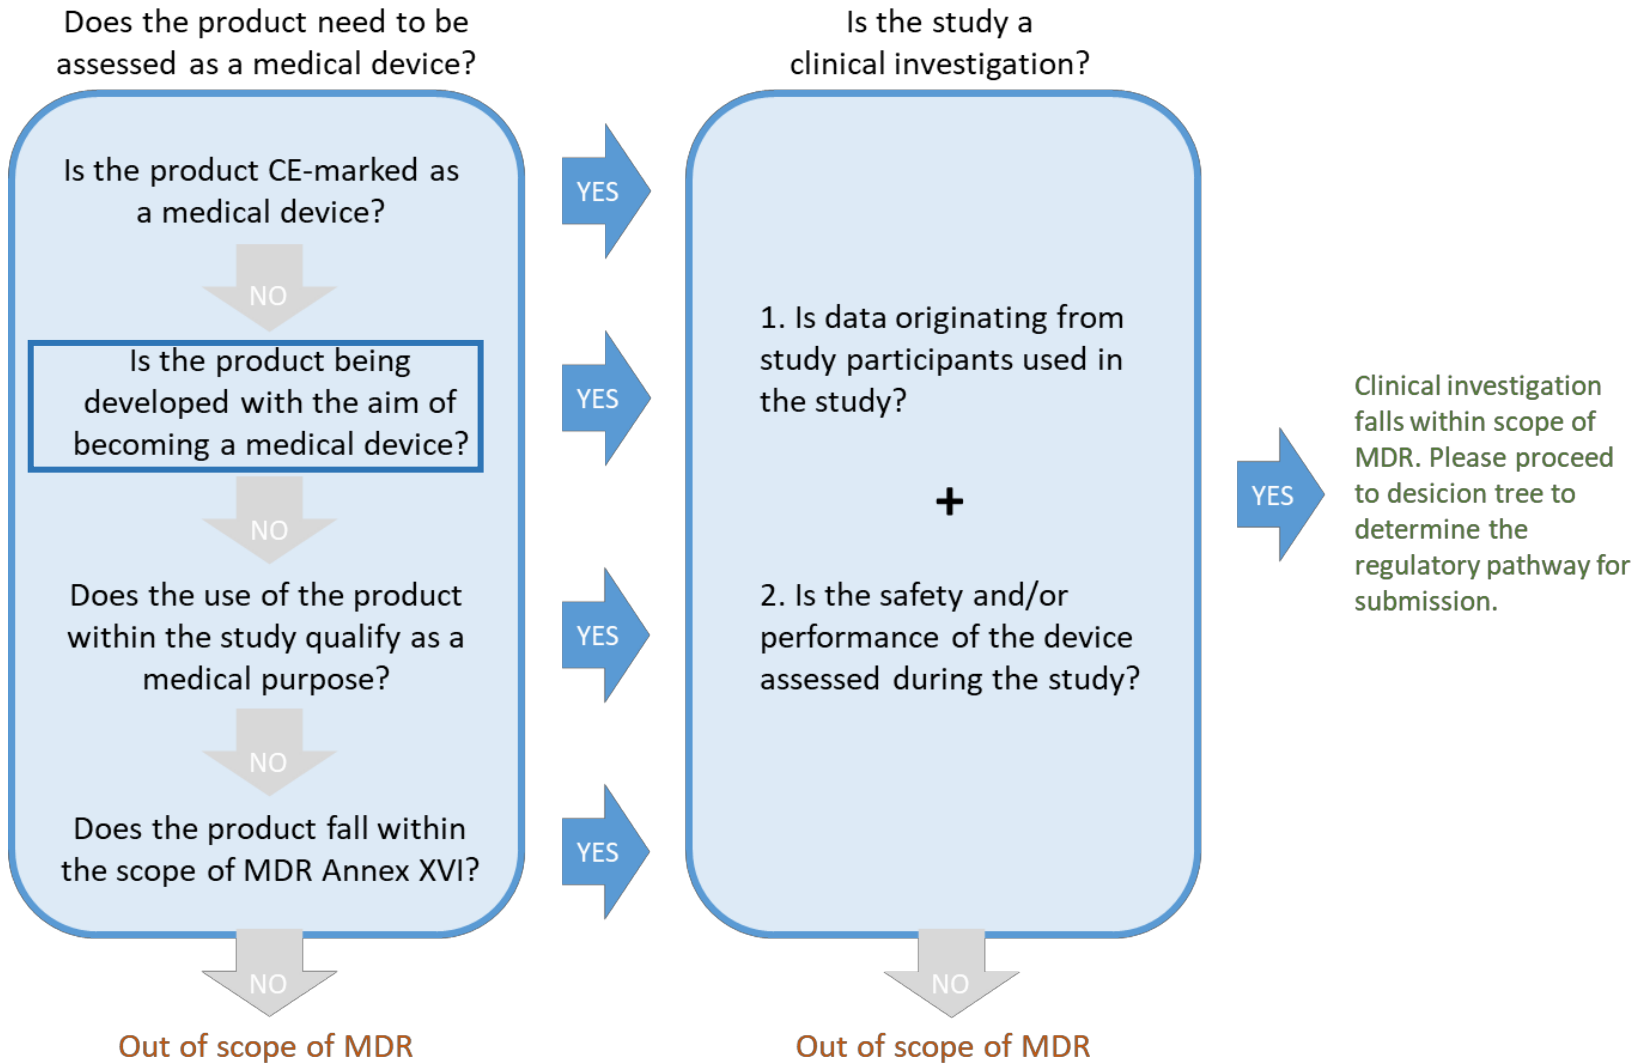 Does the product need to be
assessed as a medical device?
Is the product CE-marked as
a medical device?
YES
NO
Is the product being
developed with the aim of
becoming a medical device?
YES
NO
Does the use of the product
within the study qualify as a
medical purpose?
YES
NO
Does the product fall within
the scope of MDR Annex XVI?
YES
NO
Out of scope of MDR
Is the study a
clinical investigation?
1. Is data originating from
study participants used in
the study?
+
2. Is the safety and/or
performance of the device
assessed during the study?
NO
Out of scope of MDR
YES
Clinical investigation
falls within scope of
MDR. Please proceed
to desicion tree to
determine the
regulatory pathway for
submission.